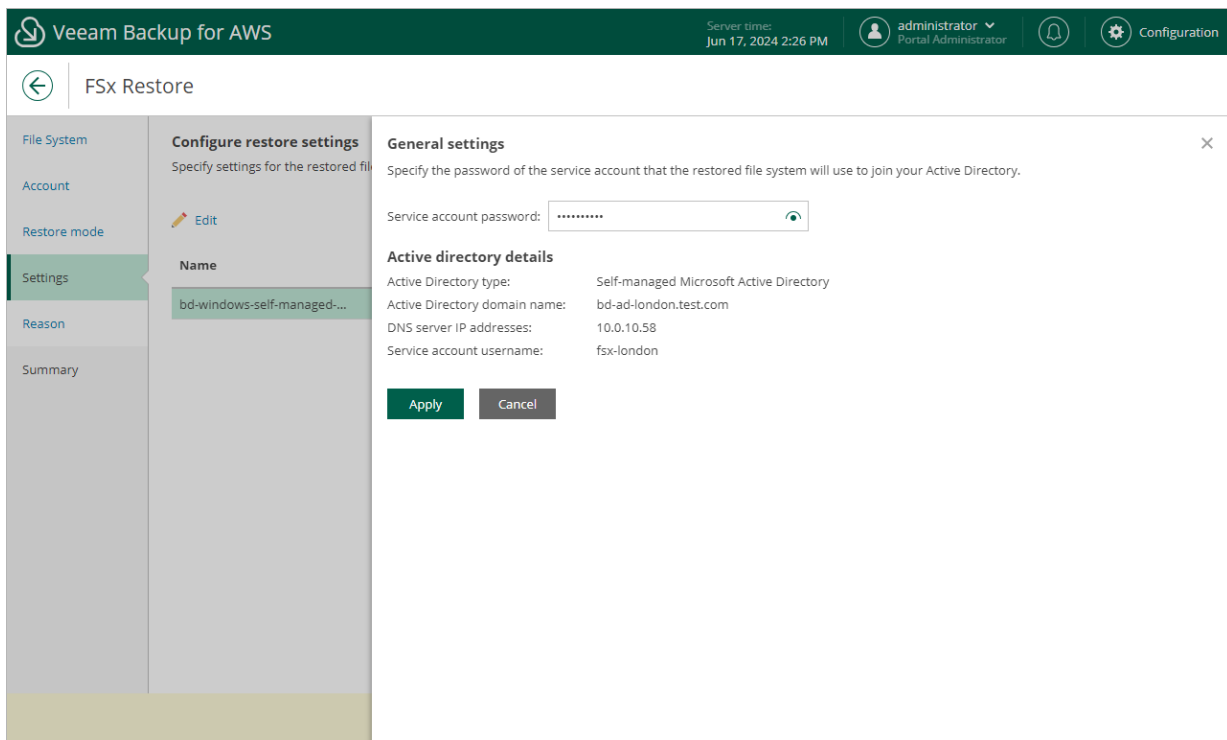 Veeam Backup for AWS
Server time:
Jun 17, 2024 2:26 PM
administrator
Portal Administrator
Configuration
FSx Restore
File System
Account
Restore mode
Settings
Reason
Summary
Configure restore settings
Specify settings for the restored fil
Edit
Name
bd-windows-self-managed-...
General settings
Specify the password of the service account that the restored file system will use to join your Active Directory.
Service account password: ••••••••••
Active directory details
Active Directory type: Self-managed Microsoft Active Directory
Active Directory domain name: bd-ad-london.test.com
DNS server IP addresses: 10.0.10.58
Service account username: fsx-london
Apply Cancel